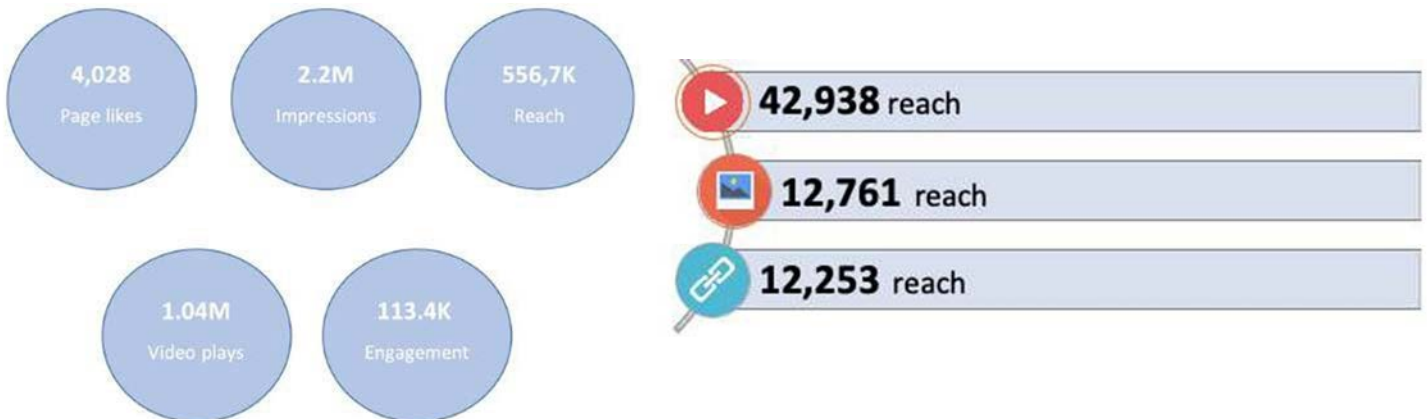 4,028
Page likes
2.2M
Impressions
556,7K
Reach
1.04M
Video plays
113.4K
Engagement
42,938 reach
12,761 reach
12,253 reach